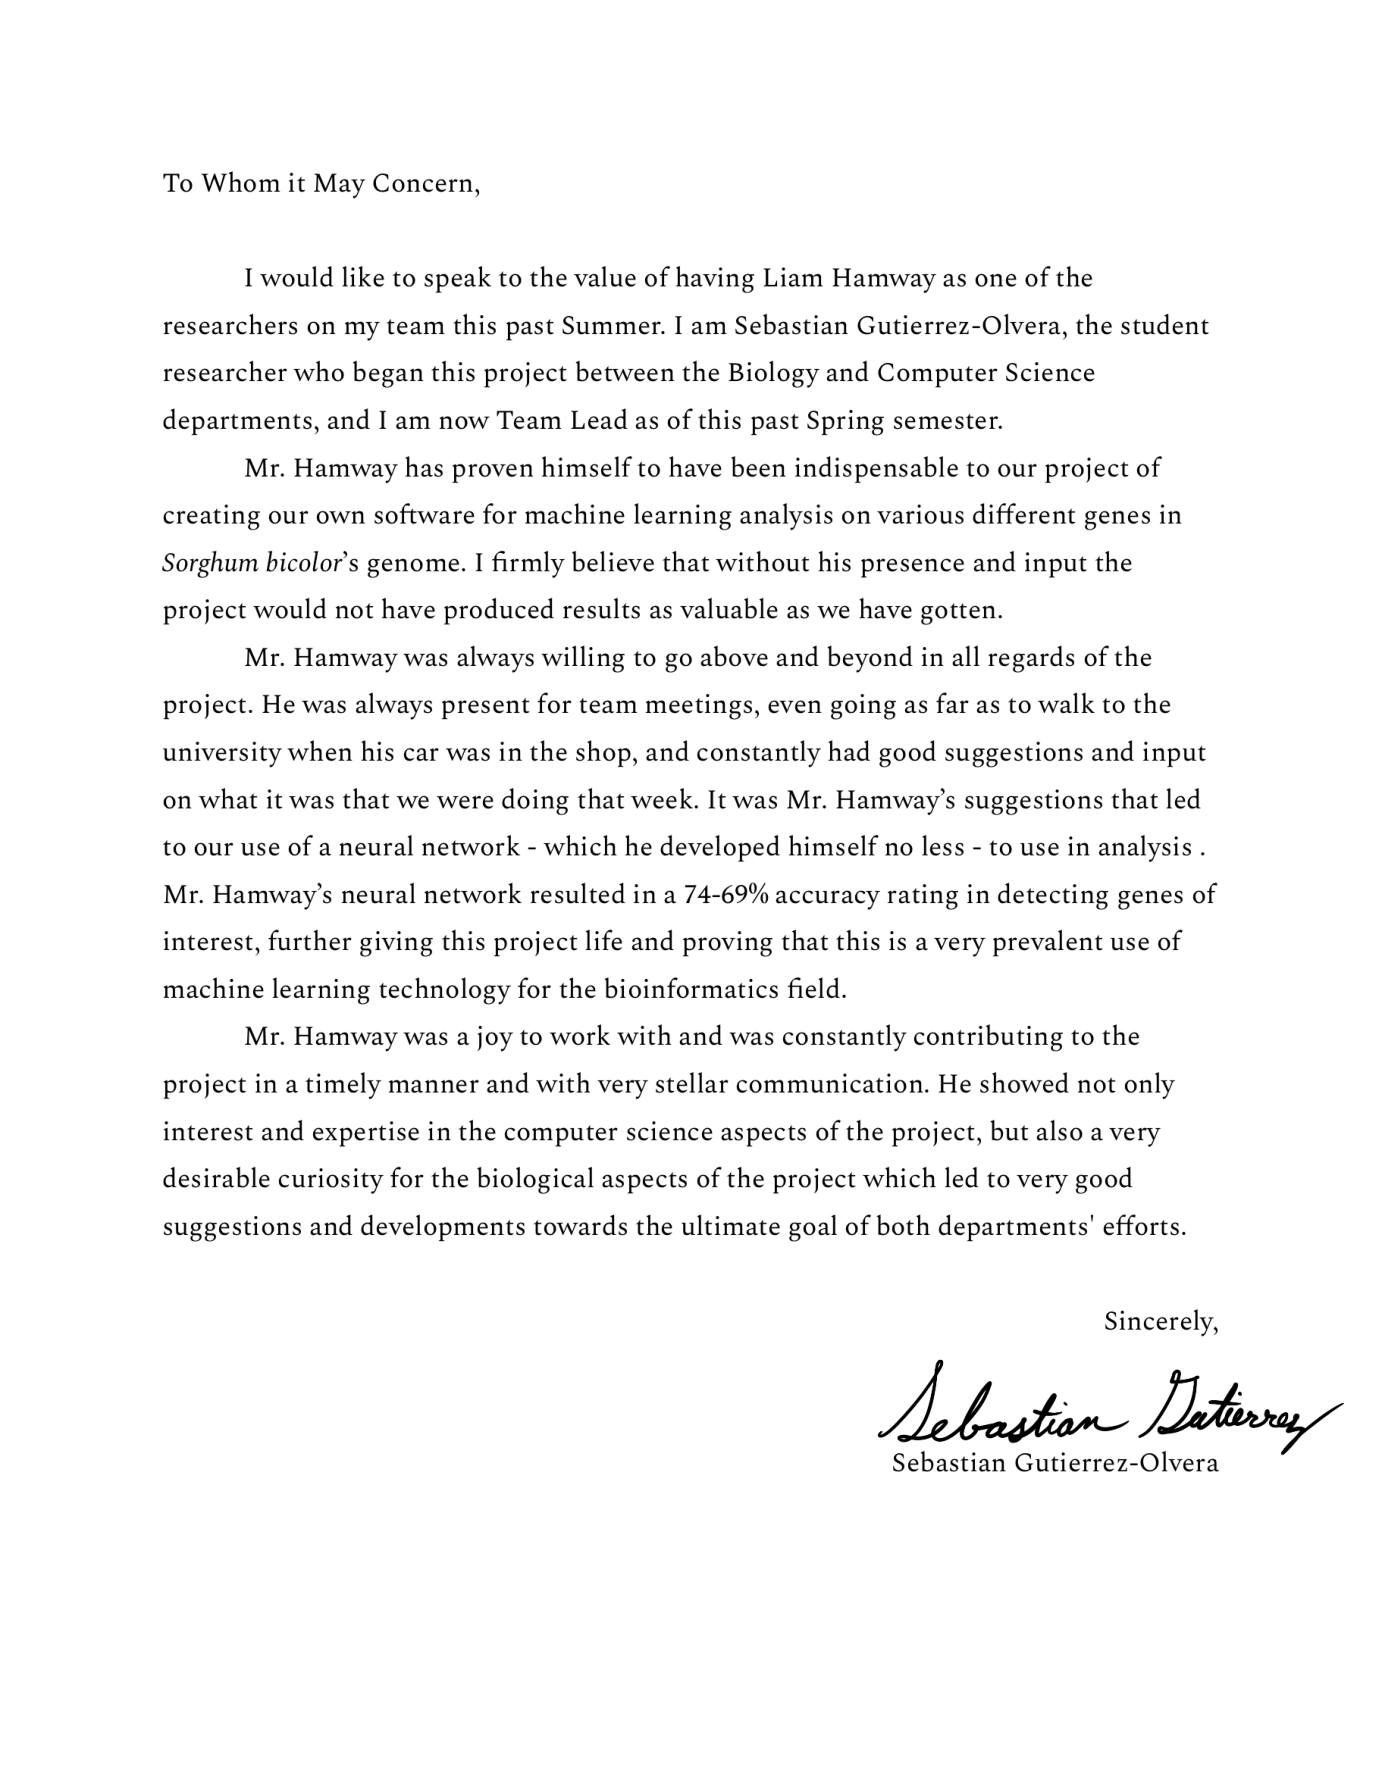 To Whom it May Concern,
I would like to speak to the value of having Liam Hamway as one of the
researchers on my team this past Summer. I am Sebastian Gutierrez-Olvera, the student
researcher who began this project between the Biology and Computer Science
departments, and I am now Team Lead as of this past Spring semester.
Mr. Hamway has proven himself to have been indispensable to our project of
creating our own software for machine learning analysis on various different genes in
Sorghum bicolor’s genome. I firmly believe that without his presence and input the
project would not have produced results as valuable as we have gotten.
Mr. Hamway was always willing to go above and beyond in all regards of the
project. He was always present for team meetings, even going as far as to walk to the
university when his car was in the shop, and constantly had good suggestions and input
on what it was that we were doing that week. It was Mr. Hamway’s suggestions that led
to our use of a neural network - which he developed himself no less - to use in analysis .
Mr. Hamway’s neural network resulted in a 74-69% accuracy rating in detecting genes of
interest, further giving this project life and proving that this is a very prevalent use of
machine learning technology for the bioinformatics field.
Mr. Hamway was a joy to work with and was constantly contributing to the
project in a timely manner and with very stellar communication. He showed not only
interest and expertise in the computer science aspects of the project, but also a very
desirable curiosity for the biological aspects of the project which led to very good
suggestions and developments towards the ultimate goal of both departments' efforts.
Sincerely,
Sebastian Gutierrez
Sebastian Gutierrez-Olvera